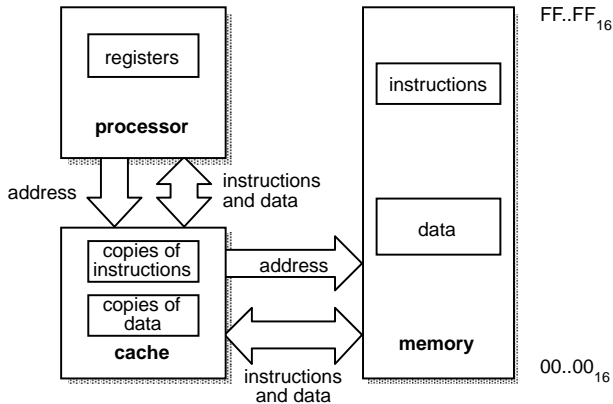 FF..FF16
registers
instructions
processor
address
instructions
and data
copies of
instructions
address
data
copies of
data
cache
memory
instructions
and data
00..0016